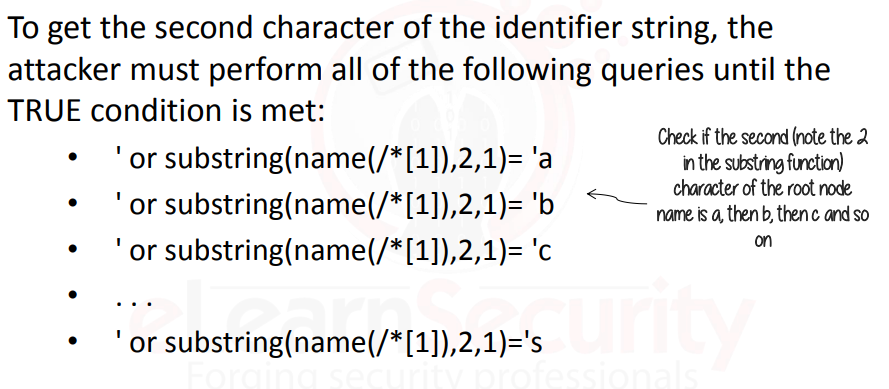 To get the second character of the identifier string, the
attacker must perform all of the following queries until the
TRUE condition is met:
• ' or substring(name(/*[1]),2,1)= 'a
• ' or substring(name(/*[1]),2,1)= 'b
• ' or substring(name(/*[1]),2,1)= 'c
• . . .
• ' or substring(name(/*[1]),2,1)='s
Check if the second (note the 2
in the substring function)
character of the root node
name is a, then b, then c and so
on
eLearnSecurity
Forging security professionals